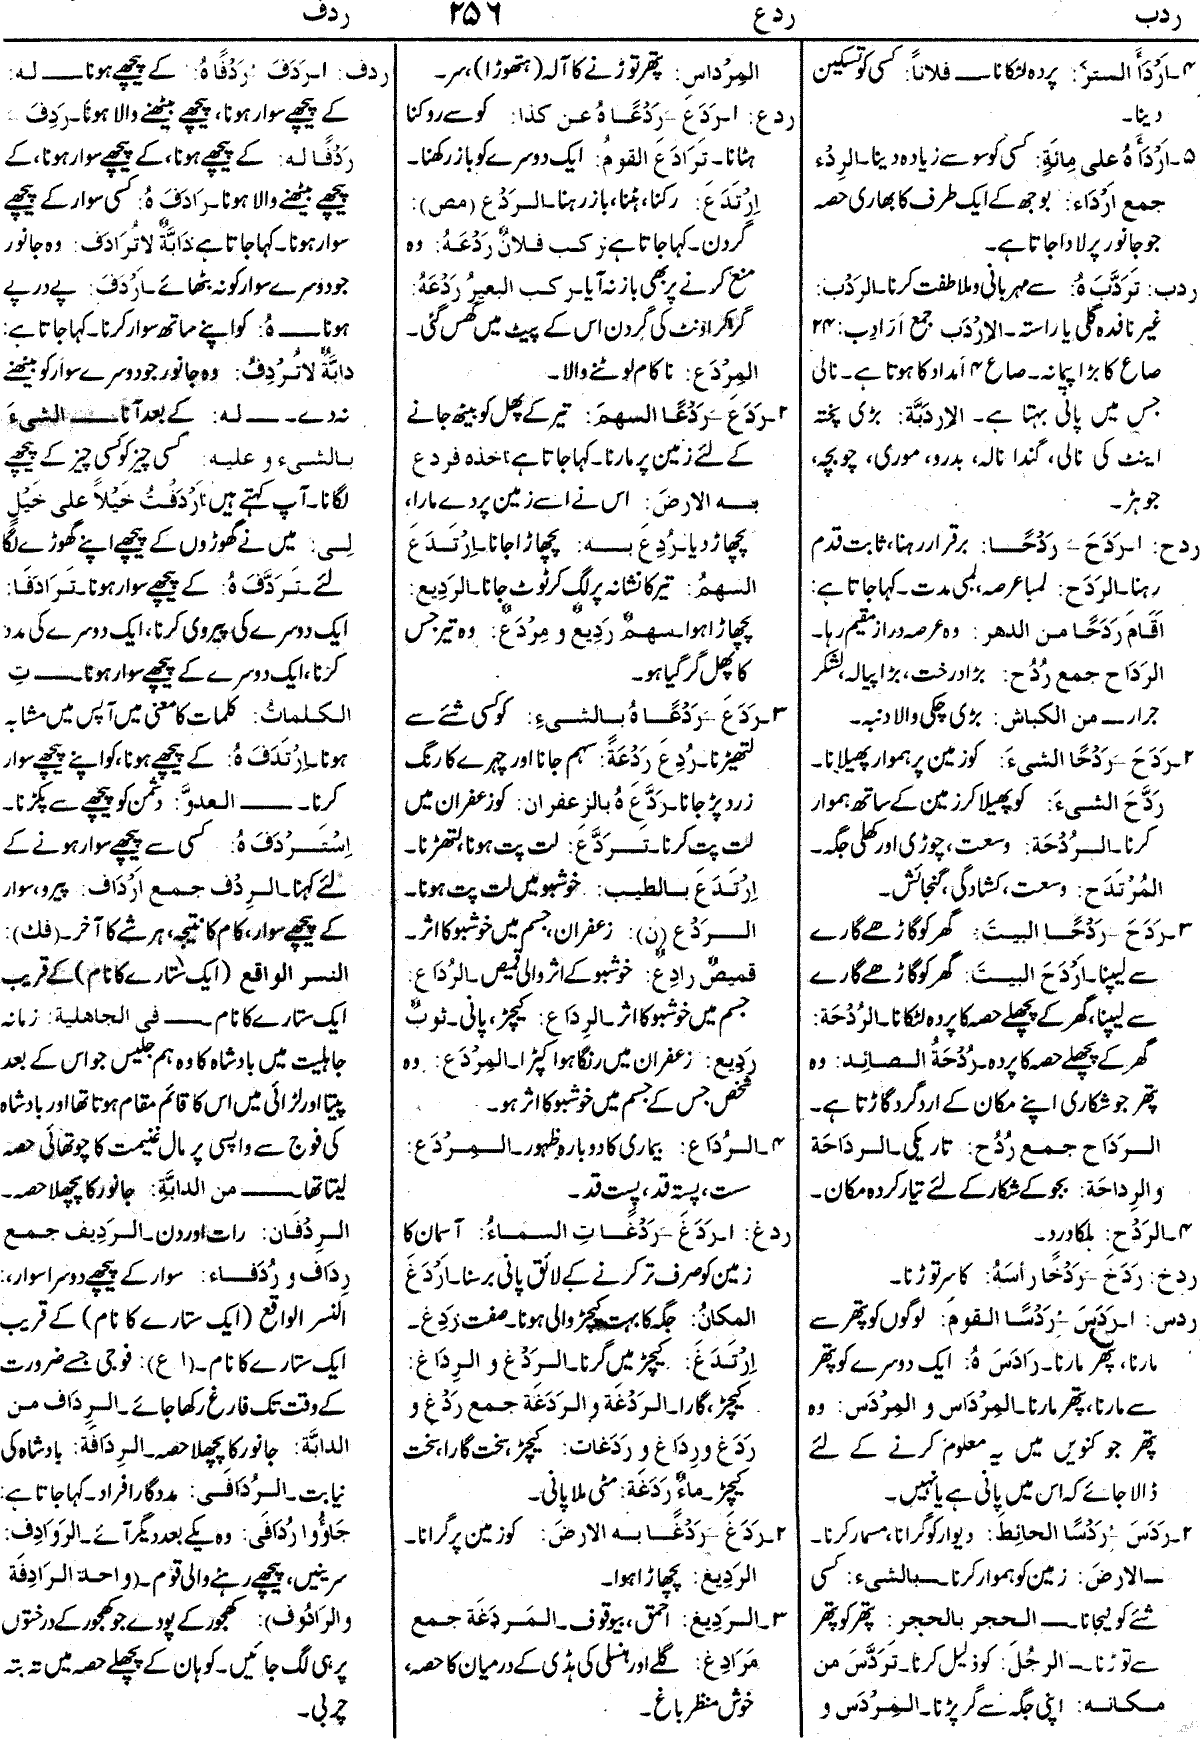 ردب ردع ۲۵۶ ردف
۴۔ اَرْدَأَ السترَ: پردہ لٹکانا — فلاناً: کسی کو تسکین
دینا۔
۵۔ اَرْدَأَهٗ علی مِائَةٍ: کسی کو سو سے زیادہ دینا۔ الرِدْء
جمع اَرْدَاء: بوجھ کے ایک طرف کا بھاری حصہ
جو جانور پر لادا جاتا ہے۔
ردب: تَرَدَّبَ هٗ: سے مہربانی و ملاطفت کرنا۔ الرَدْب:
غیر نافذہ گلی یا راستہ۔ الاِرْدَب جمع اَرَادِب: ۲۴
صاع کا بڑا پیمانہ۔ صاع ۴ اَمداد کا ہوتا ہے۔ نالی
جس میں پانی بہتا ہے۔ الاِردَبَّة: بڑی پختہ
اینٹ کی نالی، گندا نالہ، بدرو، موری، چوبچہ،
جوہڑ۔
ردح: ۱۔ رَدَحَ َ رَدْحًا: برقرار رہنا، ثابت قدم
رہنا۔ الرَدَح: لمبا عرصہ، لمبی مدت۔ کہا جاتا ہے:
اَقَامَ رَدَحًا من الدهر: وہ عرصہ دراز مقیم رہا۔
الرَدَاح جمع رُدُح: بڑا درخت، بڑا پیالہ، لشکر
جرار — من الکباش: بڑی چکی والا دنبہ۔
۲۔ رَدَحَ َ رَدْحًا الشیءَ: کو زمین پر ہموار پھیلانا۔
رَدَّحَ الشیءَ: کو پھیلا کر زمین کے ساتھ ہموار
کرنا۔ الـرُدْحَة: وسعت، چوڑی اور کھلی جگہ۔
المُرْتَدَح: وسعت، کشادگی، گنجائش۔
۳۔ رَدَحَ َ رَدْحًا البیتَ: گھر کو گاڑھے گارے
سے لیپنا۔ اَرْدَحَ البیتَ: گھر کو گاڑھے گارے
سے لیپنا، گھر کے پچھلے حصہ کا پردہ لٹکانا۔ الرُدْحَة:
گھر کے پچھلے حصہ کا پردہ۔ رُدْحَةُ الصائد: وہ
پتھر جو شکاری اپنے مکان کے ارد گرد گاڑتا ہے۔
الرَدَاح جمع رُدُح: تاریکی۔ الرَدَاحَة
و الرِداحَة: بجو کے شکار کے لئے تیار کردہ مکان۔
۴۔ الرَدْح: ہلکا درد۔
ردخ: رَدَخَ َ رَدْخًا رأسَهٗ: کا سر توڑنا۔
ردس: ۱۔ رَدَسَ ُ رَدْسًا القومَ: لوگوں کو پتھر سے
مارنا، پتھر مارنا۔ رَادَسَ هٗ: ایک دوسرے کو پتھر
سے مارنا، پتھر مارنا۔ المِرْدَاس و المِرْدَس: وہ
پتھر جو کنویں میں یہ معلوم کرنے کے لئے
ڈالا جائے کہ اس میں پانی ہے یا نہیں۔
۲۔ رَدَسَ ُ رَدْسًا الحائطَ: دیوار کو گرانا، مسمار کرنا۔
— الارضَ: زمین کو ہموار کرنا — بالشیء: کسی
شئے کو لیجانا — الحجر بالحجر: پتھر کو پتھر
سے توڑنا — الرجُلَ: کو ذلیل کرنا۔ تَرَدَّسَ من
مکانه: اپنی جگہ سے گر پڑنا۔ المِرْدَس و
المِرْدَاس: پتھر توڑنے کا آلہ (ہتھوڑا)، سر۔
ردع: ۱۔ رَدَعَ َ رَدْعًا هٗ عن کذا: کو سے روکنا
ہٹانا۔ تَرَادَعَ القومُ: ایک دوسرے کو باز رکھنا۔
اِرْتَدَعَ: رکنا، ہٹنا، باز رہنا۔ الرَدْع (مص):
گردن۔ کہا جاتا ہے: رَکب فلانٌ رَدْعَهٗ: وہ
منع کرنے پر بھی باز نہ آیا۔ رکب البعیرُ رَدْعَهٗ:
گر کر اونٹ کی گردن اس کے پیٹ میں گھس گئی۔
المِرْدَع: ناکام لوٹنے والا۔
۲۔ رَدَعَ َ رَدْعًا السهمَ: تیر کے پھل کو بیٹھ جانے
کے لئے زمین پر مارنا۔ کہا جاتا ہے: اخذه فردع
به الارضَ: اس نے اسے زمین پر دے مارا،
پچھاڑ دیا۔ رُدِعَ به: پچھاڑا جانا۔ اِرْتَدَعَ
السهمُ: تیر کا نشانہ پر لگ کر ٹوٹ جانا۔ الرَدِیع:
پچھاڑا ہوا۔ سهمٌ رَدِیعٌ و مِرْدَعٌ: وہ تیر جس
کا پھل گر گیا ہو۔
۳۔ رَدَعَ َ رَدْعًا هٗ بالشیءِ: کو کسی شئے سے
لتھیڑنا۔ رُدِعَ رَدْعَةً: سہم جانا اور چہرے کا رنگ
زرد پڑ جانا۔ رَدَّعَ هٗ بالزعفران: کو زعفران میں
لت پت کرنا۔ تَرَدَّعَ: لت پت ہونا، لتھڑنا۔
اِرْتَدَعَ بالطیب: خوشبو میں لت پت ہونا۔
الـرَدْع (ن): زعفران، جسم میں خوشبو کا اثر۔
قمیصٌ رادِعٌ: خوشبو کے اثر والی قمیص۔ الرُدَاع:
جسم میں خوشبو کا اثر۔ الرِدَاع: کیچڑ، پانی۔ ثوبٌ
رَدِیع: زعفران میں رنگا ہوا کپڑا۔ المِرْدَع: وہ
شخص جس کے جسم میں خوشبو کا اثر ہو۔
۴۔ الرُدَاع: بیماری کا دوبارہ ظہور۔ المِرْدَع:
ست، پستہ قد، پست قد۔
ردغ: ۱۔ رَدَغَ َ رَدْغًا تِ السماءُ: آسمان کا
زمین کو صرف تر کرنے کے لائق پانی برسنا۔ اَرْدَغَ
المکانُ: جگہ کا بہت کیچڑ والی ہونا۔ صفت رَدِغ۔
اِرْتَدَغَ: کیچڑ میں گرنا۔ الرَدْغ و الرِداغ:
کیچڑ، گارا۔ الرَدْغَة و الرَدَغَة جمع رَدْغ و
رَدَغ و رِدَاغ و رَدَغات: کیچڑ، سخت گارا، سخت
کیچڑ۔ ماءٌ رَدَغَة: مٹی ملا پانی۔
۲۔ رَدَغَ َ رَدْغًا به الارضَ: کو زمین پر گرانا۔
الرَدِیغ: پچھاڑا ہوا۔
۳۔ الرَدِیغ: احمق، بیوقوف۔ المَردَغَة جمع
مَرَادِغ: گلے اور ہنسلی کی ہڈی کے درمیان کا حصہ،
خوش منظر باغ۔
ردف: ۱۔ رَدَفَ ُ رَدْفًا هٗ: کے پیچھے ہونا — له:
کے پیچھے سوار ہونا، پیچھے بیٹھنے والا ہونا۔ رَدِفَ َ
رَدْفًا له: کے پیچھے ہونا، کے پیچھے سوار ہونا، کے
پیچھے بیٹھنے والا ہونا۔ رَادَفَ هٗ: کسی سوار کے پیچھے
سوار ہونا۔ کہا جاتا ہے دَابَّةٌ لاتُرَادَف: وہ جانور
جو دوسرے سوار کو نہ بٹھائے۔ اَرْدَفَ: پے در پے
ہونا — هٗ: کو اپنے ساتھ سوار کرنا۔ کہا جاتا ہے:
دابةٌ لاتُرْدِفُ: وہ جانور جو دوسرے سوار کو بیٹھنے
نہ دے۔ — له: کے بعد آنا — الشیءَ
بالشیءِ و علیه: کسی چیز کو کسی چیز کے پیچھے
لگانا۔ آپ کہتے ہیں: اَرْدَفْتُ خَیْلاً علی خَیْلٍ
لِی: میں نے گھوڑوں کے پیچھے اپنے گھوڑے لگا
لئے۔ تَرَدَّفَ هٗ: کے پیچھے سوار ہونا۔ تَرَادَفَا:
ایک دوسرے کی پیروی کرنا، ایک دوسرے کی مدد
کرنا، ایک دوسرے کے پیچھے سوار ہونا — تِ
الکلماتُ: کلمات کا معنی میں آپس میں مشابہ
ہونا۔ اِرْتَدَفَ هٗ: کے پیچھے ہونا، کو اپنے پیچھے سوار
کرنا۔ — العدوَّ: دشمن کو پیچھے سے پکڑنا۔
اِسْتَرْدَفَ هٗ: کسی سے پیچھے سوار ہونے کے
لئے کہنا۔ الرِدْف جمع اَرْدَاف: پیرو، سوار
کے پیچھے سوار، کام کا نتیجہ، ہر شے کا آخر۔ (فلک):
النسر الواقع (ایک ستارے کا نام) کے قریب
ایک ستارے کا نام — فی الجاهلیة: زمانہ
جاہلیت میں بادشاہ کا وہ ہم جلیس جو اس کے بعد
پیتا اور لڑائی میں اس کا قائم مقام ہوتا تھا اور بادشاہ
کی فوج سے واپسی پر مال غنیمت کا چوتھائی حصہ
لیتا تھا — من الدابَّةِ: جانور کا پچھلا حصہ۔
الرِدْفَان: رات اور دن۔ الرَدِیف جمع
رِدَاف و رُدَفاء: سوار کے پیچھے دوسرا سوار،:
النسر الواقع (ایک ستارے کا نام) کے قریب
ایک ستارے کا نام۔ (ا ع): فوجی جسے ضرورت
کے وقت تک فارغ رکھا جائے۔ الرِدَاف من
الدابَّة: جانور کا پچھلا حصہ۔ الرِدَافَة: بادشاہ کی
نیابت۔ الرُدَافَی: مددگار افراد۔ کہا جاتا ہے:
جَاؤُوا رُدَافَی: وہ یکے بعد دیگر آئے۔ الرَوَادِف:
سرینیں، پیچھے رہنے والی قوم۔ (واحد الرَادِفَة
والرَادُوف): کھجور کے پودے جو کھجور کے درختوں
پر ہی لگ جائیں۔ کوہان کے پچھلے حصہ میں تہ بتہ
چربی۔